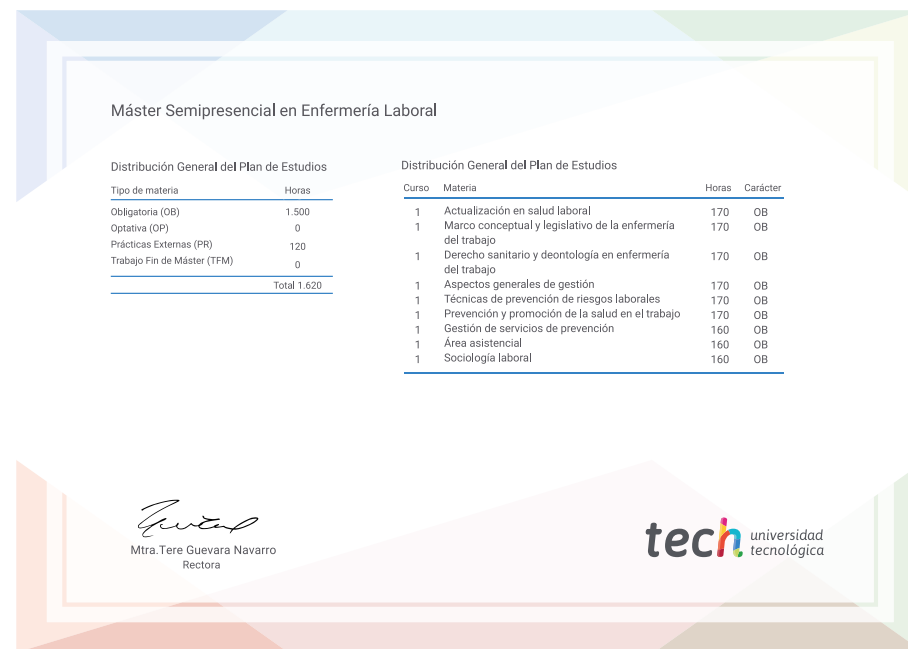 Máster Semipresencial en Enfermería Laboral
Distribución General del Plan de Estudios
Tipo de materia Horas
Obligatoria (OB) 1.500
Optativa (OP) 0
Prácticas Externas (PR) 120
Trabajo Fin de Máster (TFM) 0
Total 1.620
Distribución General del Plan de Estudios
Curso Materia Horas Carácter
1 Actualización en salud laboral 170 OB
1 Marco conceptual y legislativo de la enfermería 170 OB
del trabajo
1 Derecho sanitario y deontología en enfermería 170 OB
del trabajo
1 Aspectos generales de gestión 170 OB
1 Técnicas de prevención de riesgos laborales 170 OB
1 Prevención y promoción de la salud en el trabajo 170 OB
1 Gestión de servicios de prevención 160 OB
1 Área asistencial 160 OB
1 Sociología laboral 160 OB
Mtra.Tere Guevara Navarro
Rectora
tech universidad
tecnológica